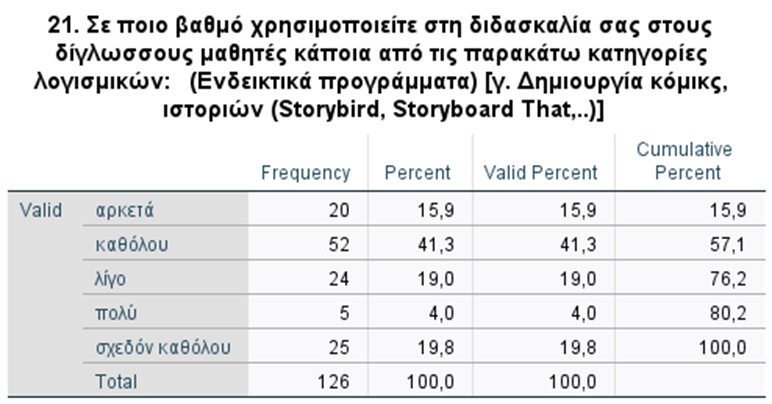 21. Σε ποιο βαθμό χρησιμοποιείτε στη διδασκαλία σας στους
δίγλωσσους μαθητές κάποια από τις παρακάτω κατηγορίες
λογισμικών: (Ενδεικτικά προγράμματα) [γ. Δημιουργία κόμικς,
ιστοριών (Storybird, Storyboard That,..)]
Frequency Percent Valid Percent Cumulative Percent
Valid αρκετά 20 15,9 15,9 15,9
καθόλου 52 41,3 41,3 57,1
λίγο 24 19,0 19,0 76,2
πολύ 5 4,0 4,0 80,2
σχεδόν καθόλου 25 19,8 19,8 100,0
Total 126 100,0 100,0